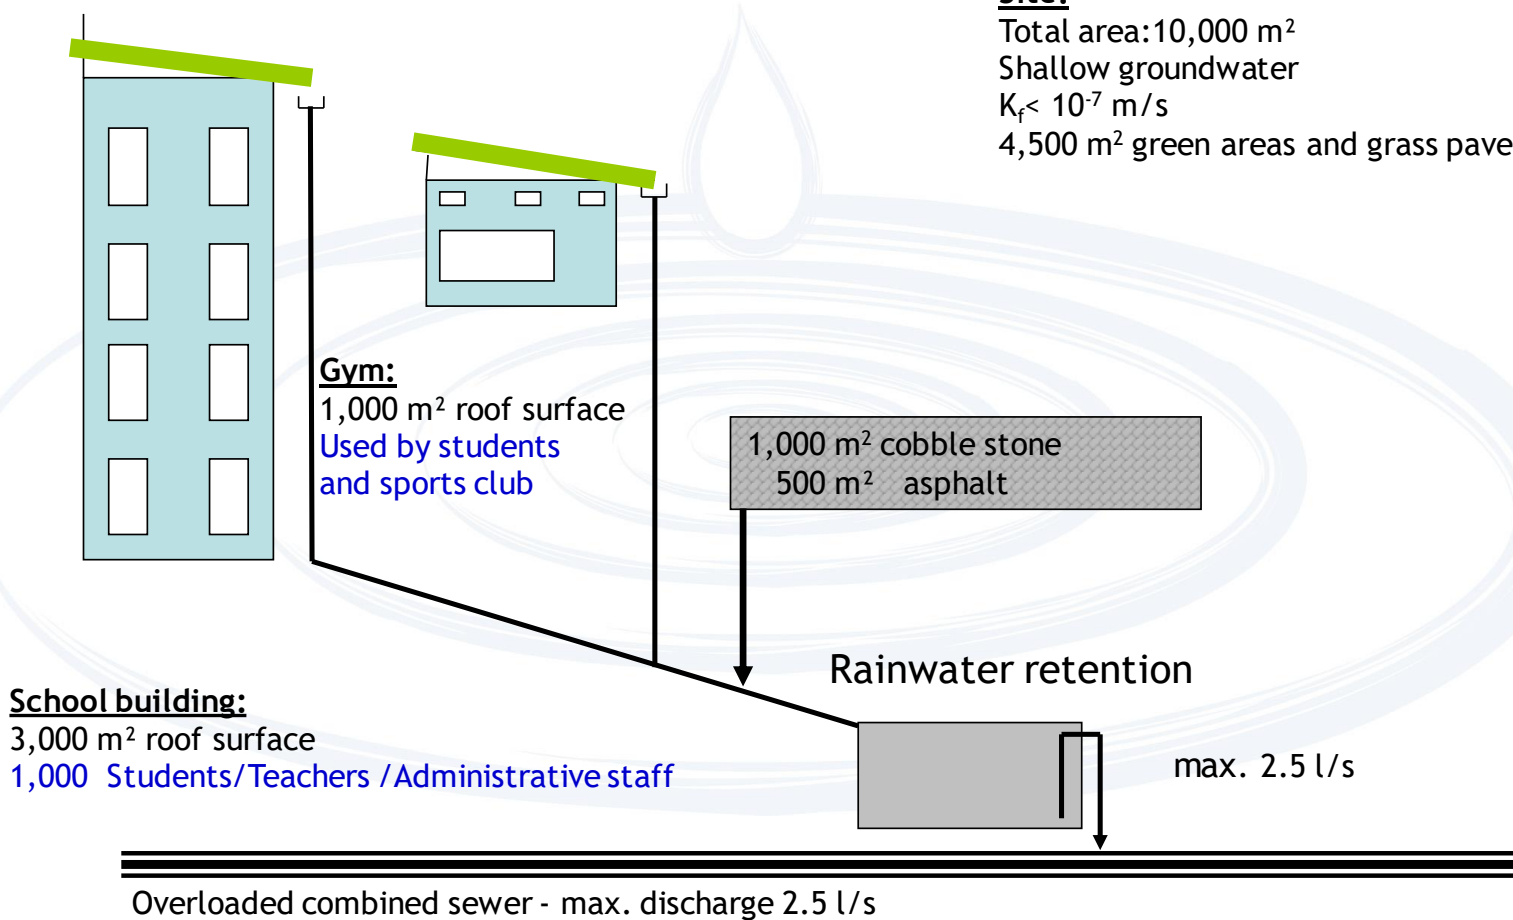 Site:
Total area:10,000 m²
Shallow groundwater
Kf< 10-7 m/s
4,500 m² green areas and grass pave
Gym:
1,000 m² roof surface
Used by students
and sports club
1,000 m² cobble stone
500 m² asphalt
Rainwater retention
School building:
3,000 m² roof surface
1,000 Students/Teachers /Administrative staff
max. 2.5 l/s
Overloaded combined sewer - max. discharge 2.5 l/s